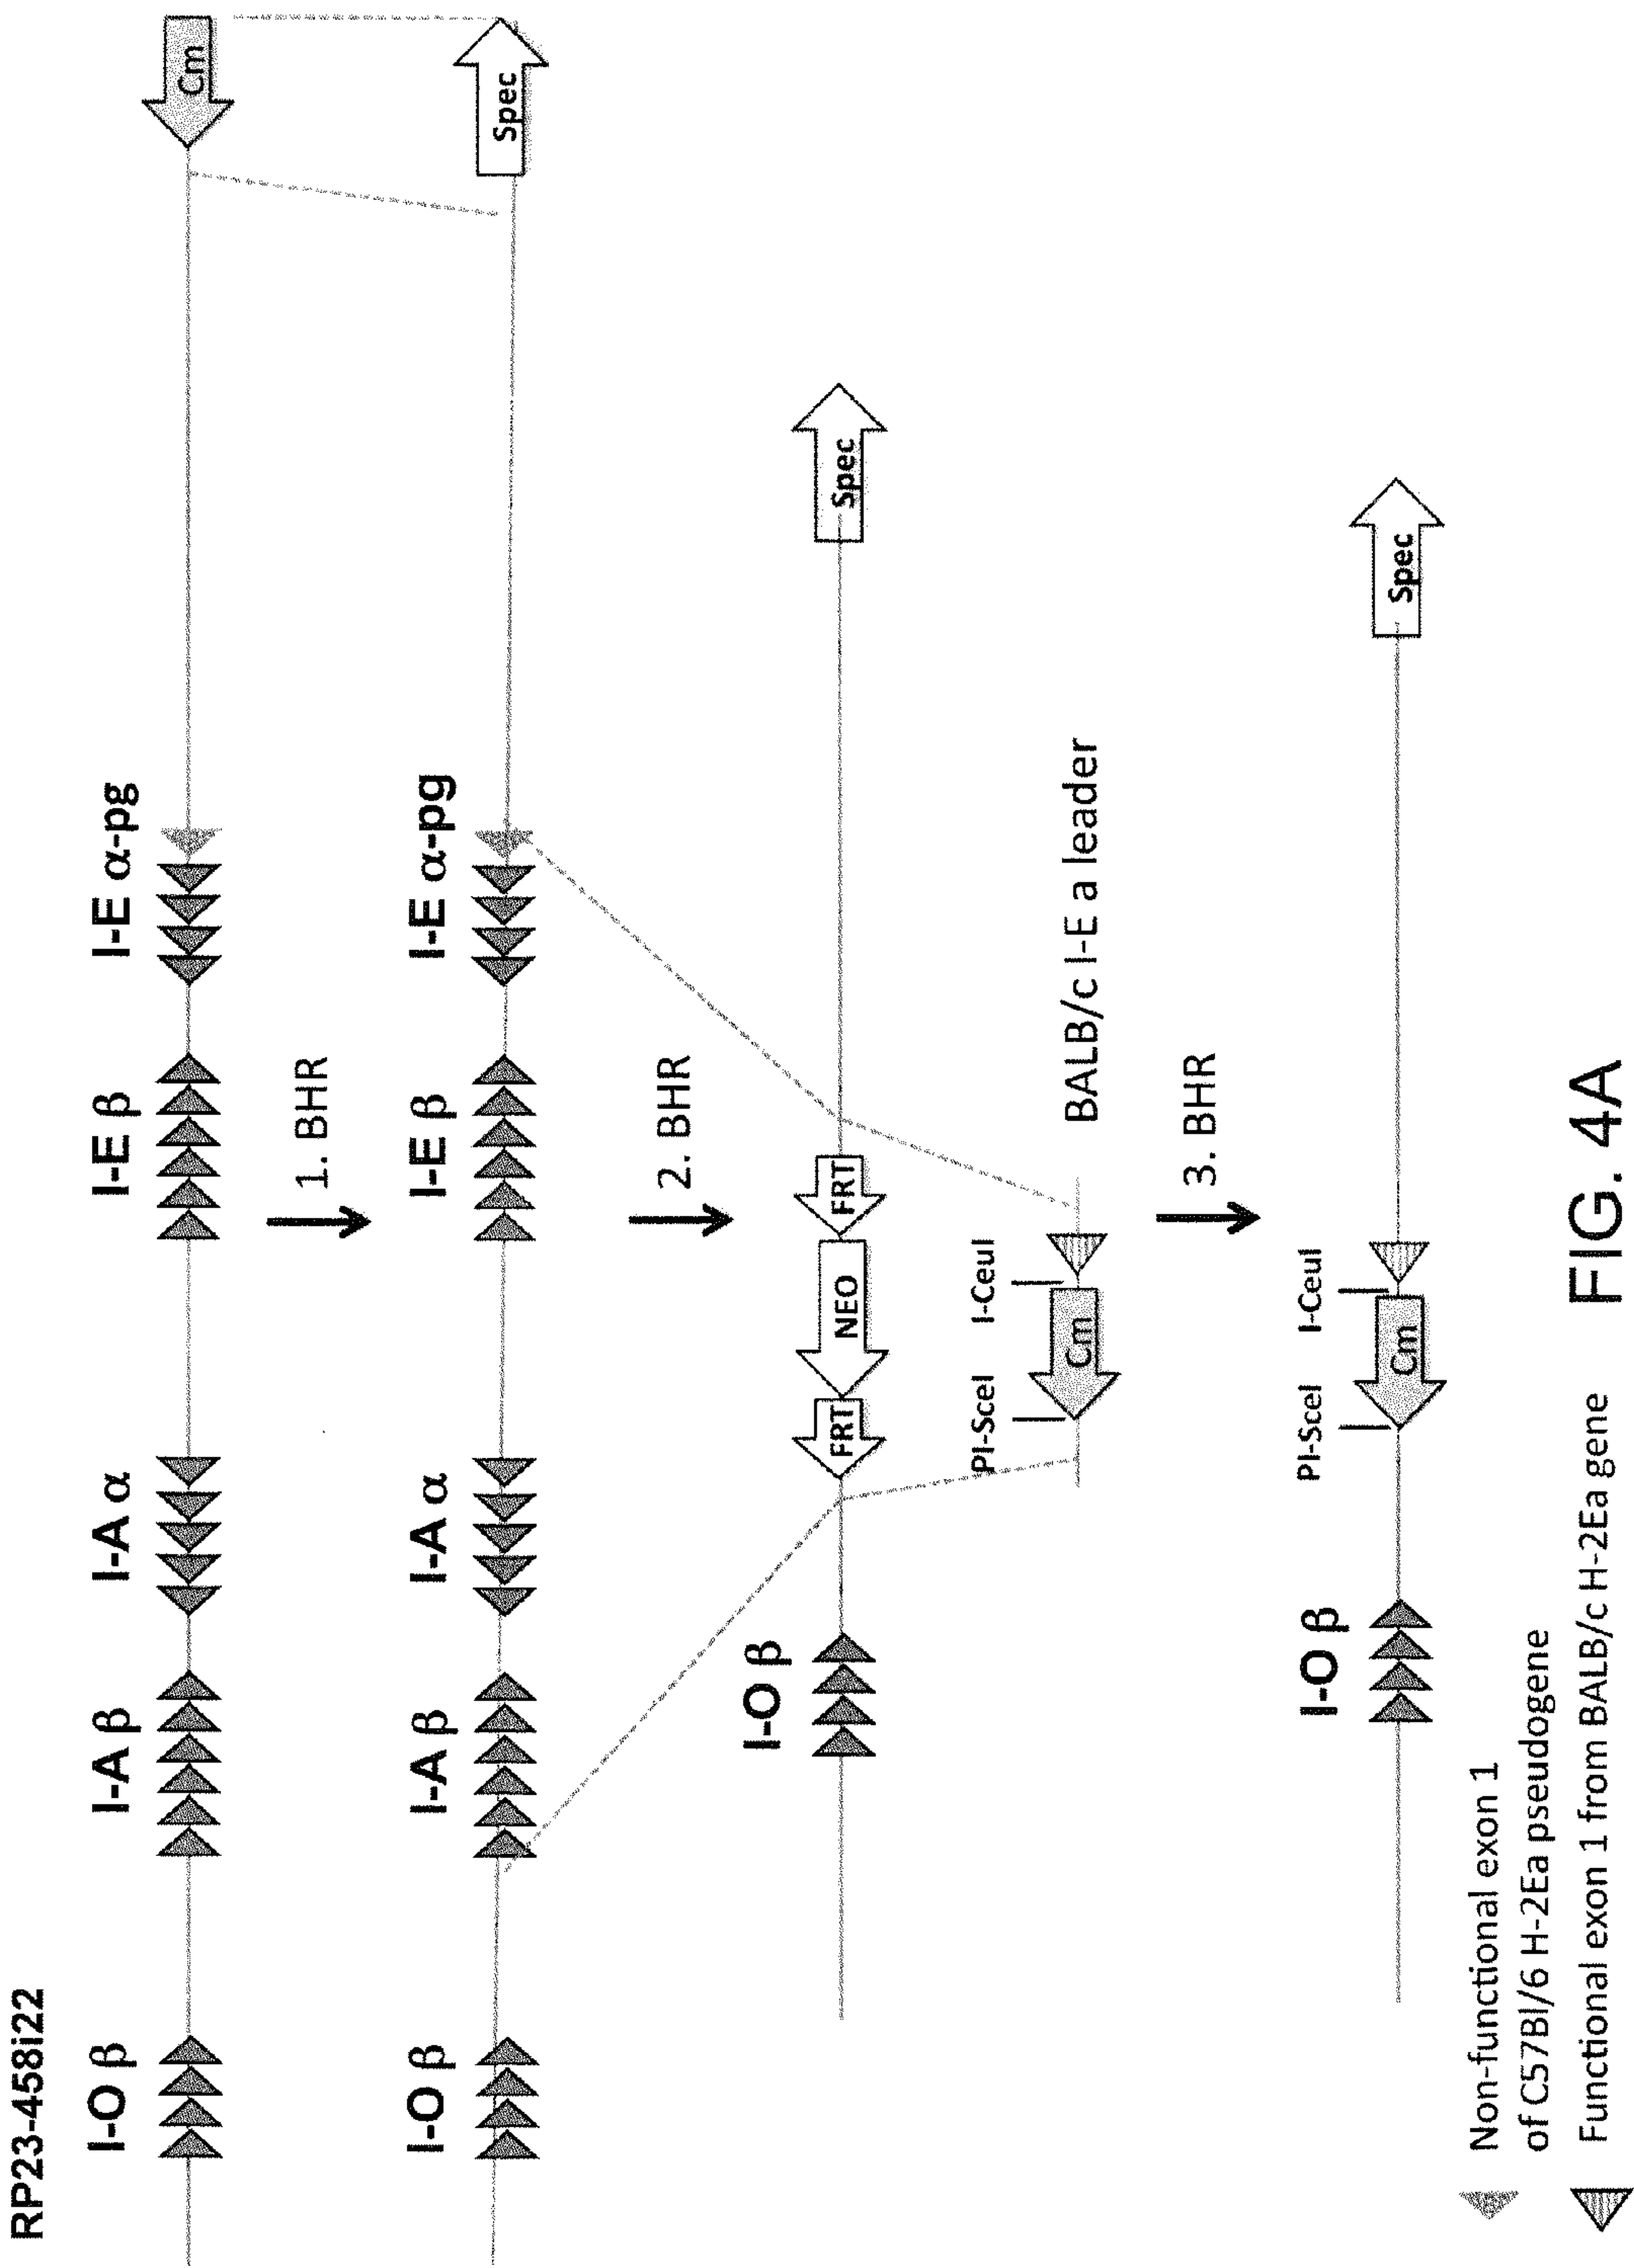 RP23-458i22
I-O β
I-A β
I-A α
I-E β
I-E α-pg
Cm
1. BHR
I-O β
I-A β
I-A α
I-E β
I-E α-pg
Spec
2. BHR
I-O β
FRT
NEO
FRT
Spec
PI-SceI
I-CeuI
Cm
BALB/c I-E a leader
3. BHR
I-O β
PI-SceI
I-CeuI
Cm
Spec
Non-functional exon 1
of C57Bl/6 H-2Ea pseudogene
Functional exon 1 from BALB/c H-2Ea gene
FIG. 4A